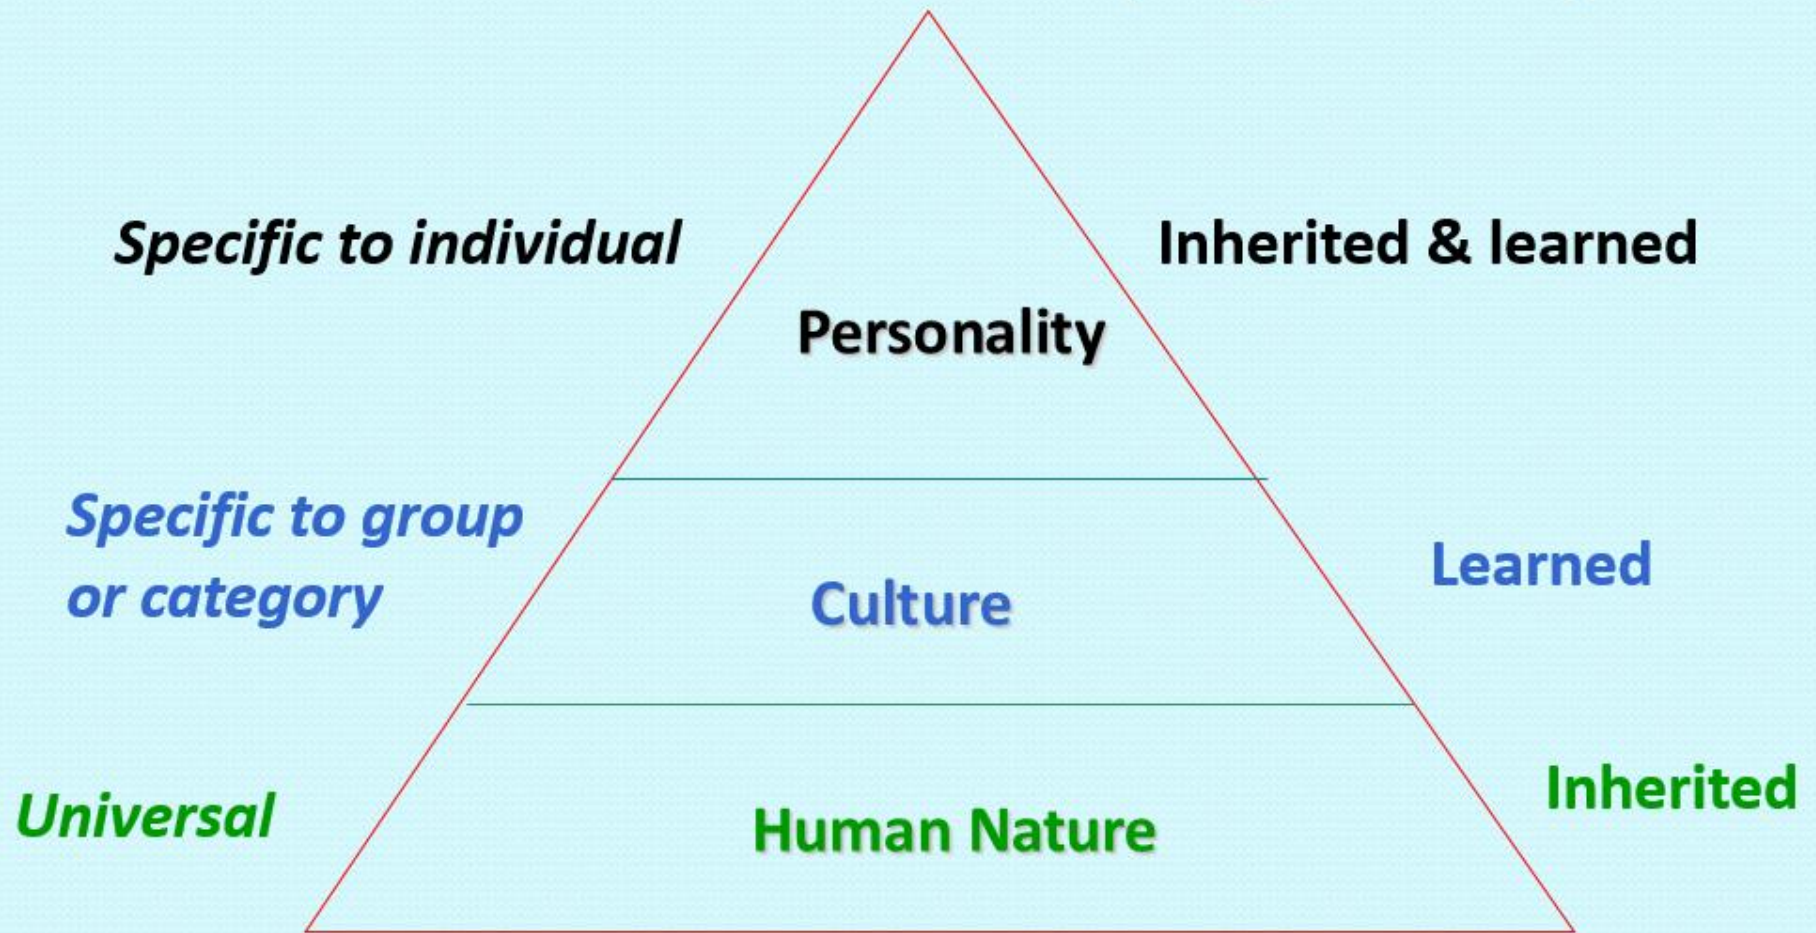 Specific to individual
Inherited & learned
Personality
Specific to group
or category
Learned
Culture
Universal
Inherited
Human Nature